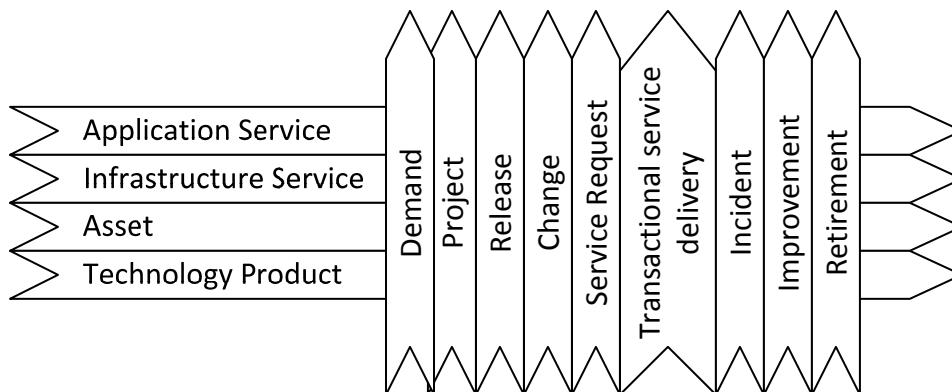 Application Service
Infrastructure Service
Asset
Technology Product
Demand
Project
Release
Change
Service Request
Transactional service
delivery
Incident
Improvement
Retirement